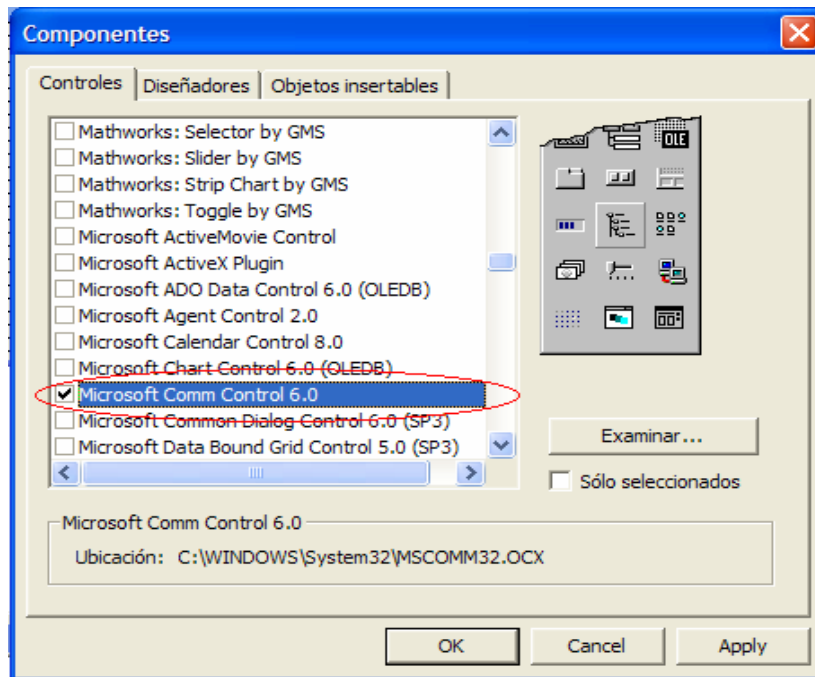 Componentes
Controles Diseñadores Objetos insertables
Mathworks: Selector by GMS
Mathworks: Slider by GMS
Mathworks: Strip Chart by GMS
Mathworks: Toggle by GMS
Microsoft ActiveMovie Control
Microsoft ActiveX Plugin
Microsoft ADO Data Control 6.0 (OLEDB)
Microsoft Agent Control 2.0
Microsoft Calendar Control 8.0
Microsoft Chart Control 6.0 (OLEDB)
Microsoft Comm Control 6.0
Microsoft Common Dialog Control 6.0 (SP3)
Microsoft Data Bound Grid Control 5.0 (SP3)
OLE
Examinar...
Sólo seleccionados
Microsoft Comm Control 6.0
Ubicación: C:\WINDOWS\System32\MSCOMM32.OCX
OK Cancel Apply